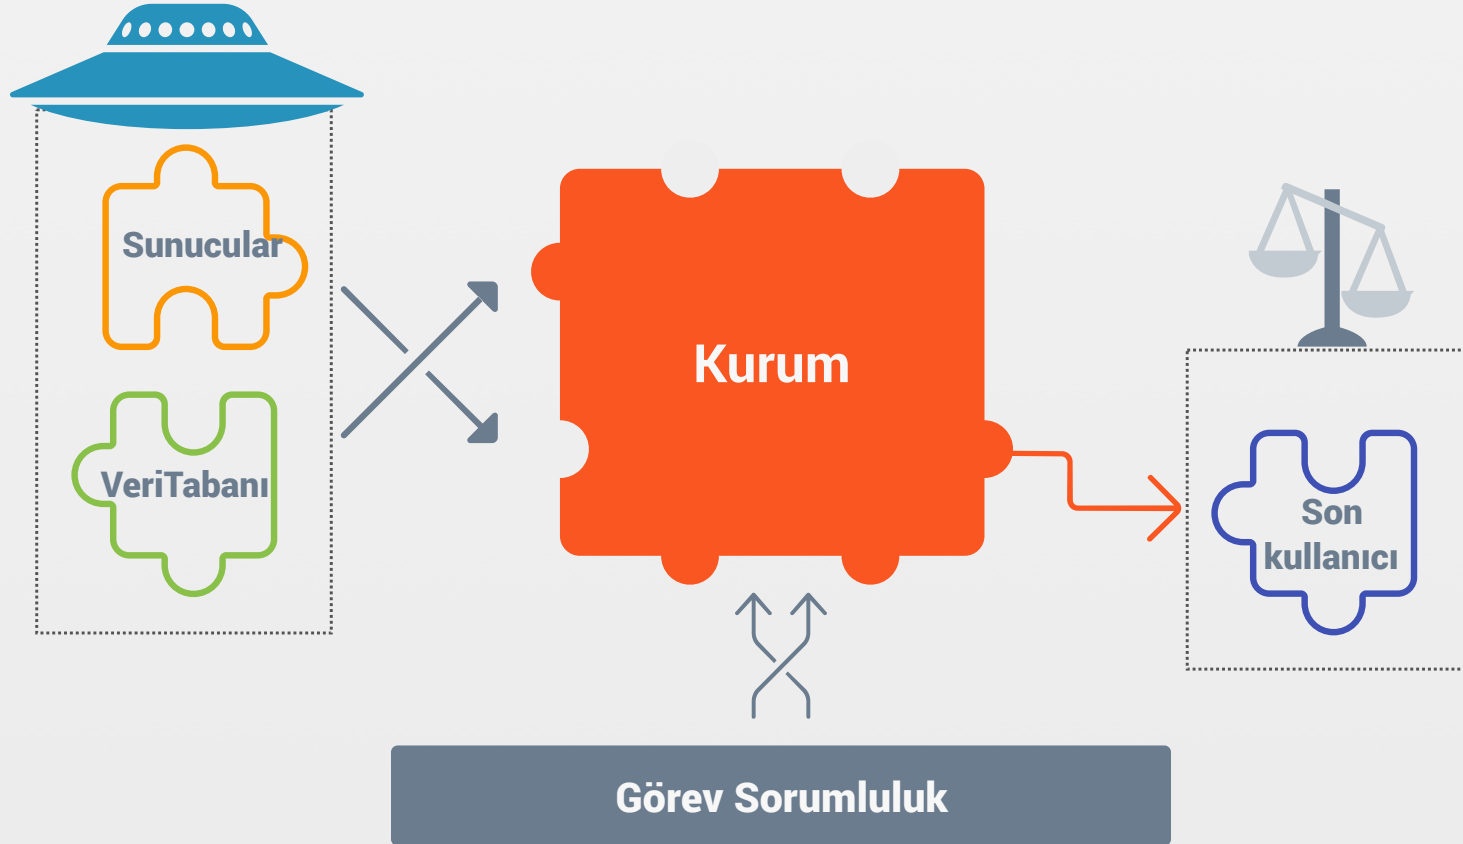 Sunucular
VeriTabanı
Kurum
Son
kullanıcı
Görev Sorumluluk